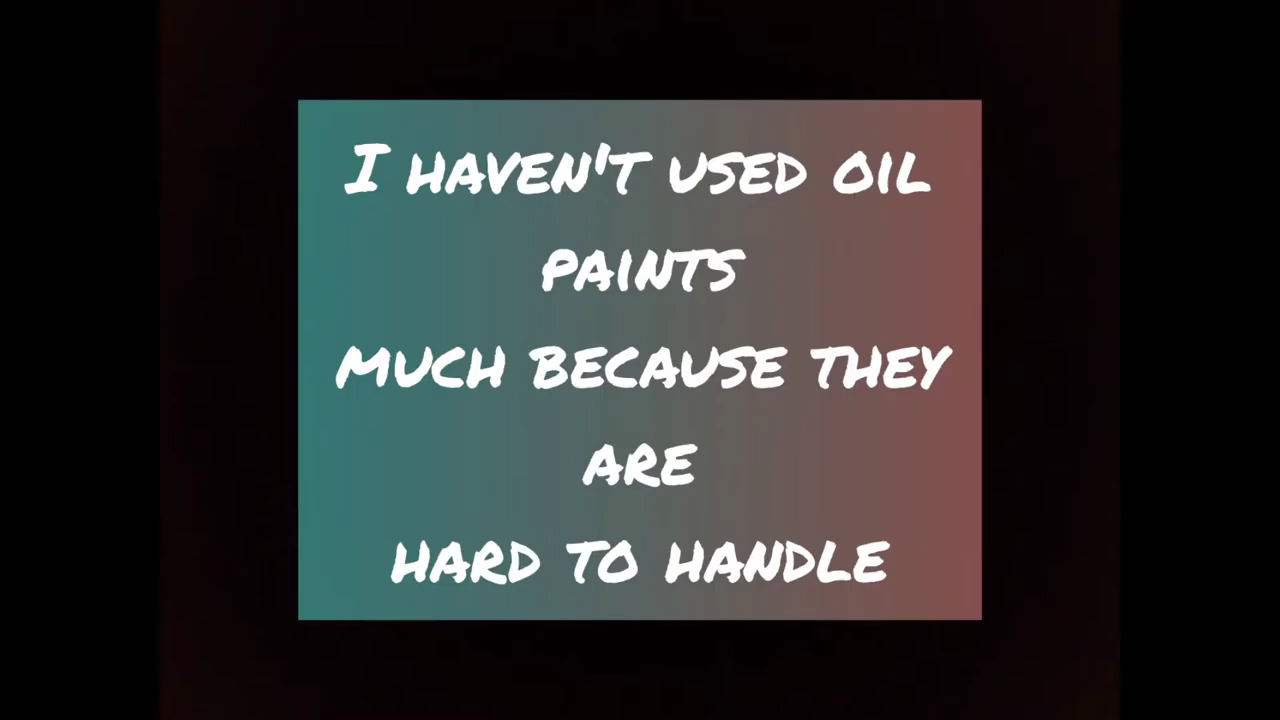 I HAVEN'T USED OIL
PAINTS
MUCH BECAUSE THEY
ARE
HARD TO HANDLE